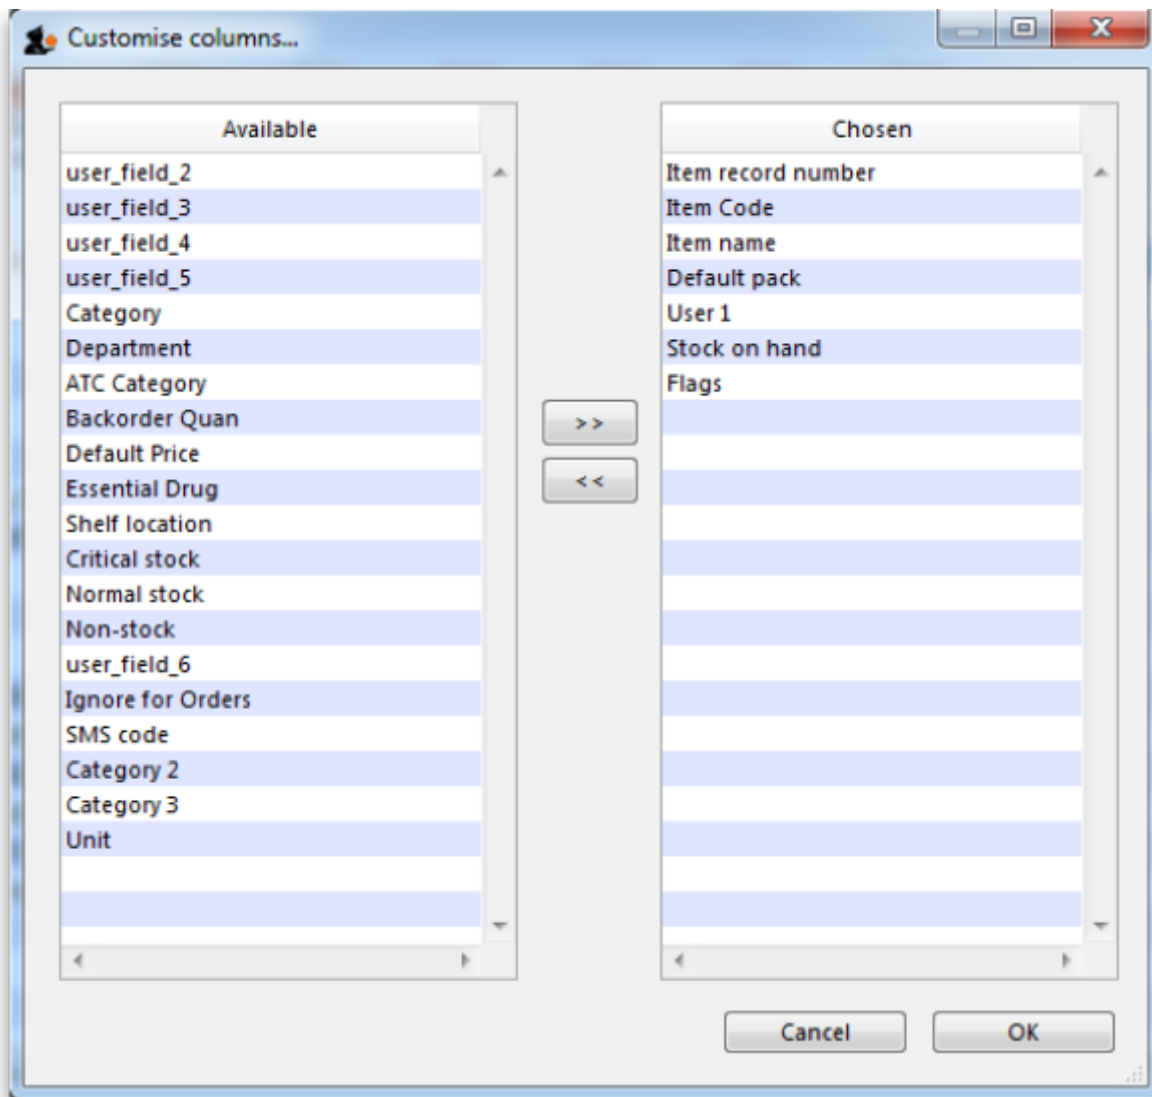 Customise columns...
Available
user_field_2
user_field_3
user_field_4
user_field_5
Category
Department
ATC Category
Backorder Quan
Default Price
Essential Drug
Shelf location
Critical stock
Normal stock
Non-stock
user_field_6
Ignore for Orders
SMS code
Category 2
Category 3
Unit
>>
<<
Chosen
Item record number
Item Code
Item name
Default pack
User 1
Stock on hand
Flags
Cancel
OK